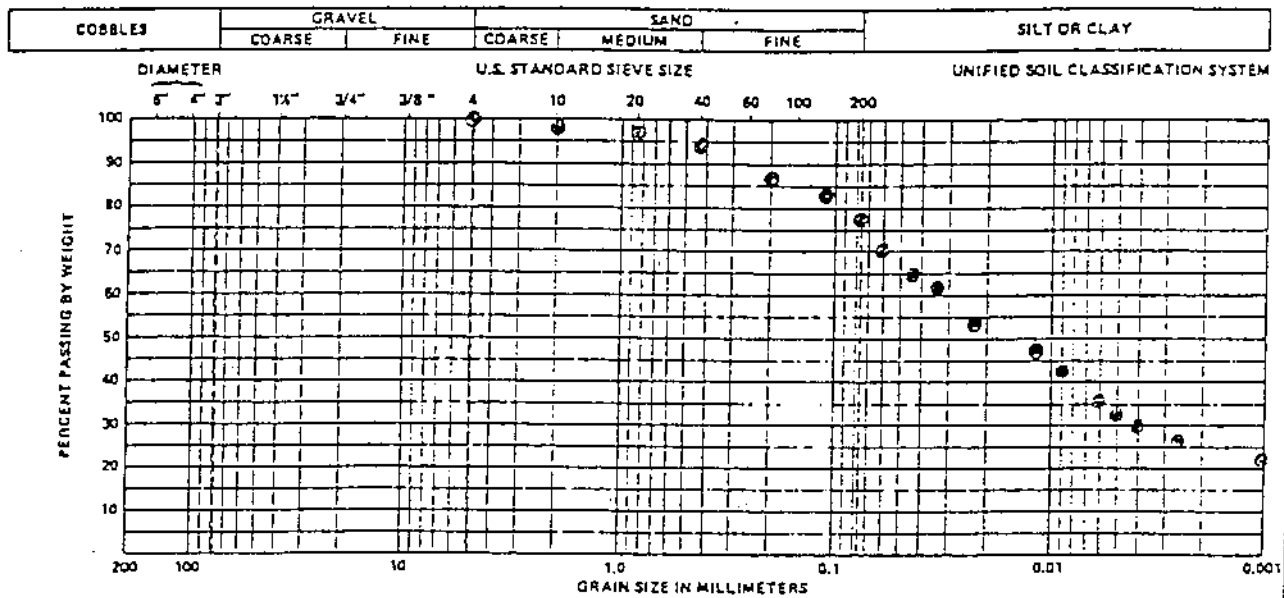 COBBLES GRAVEL SAND SILT OR CLAY
COARSE FINE COARSE MEDIUM FINE
DIAMETER U.S. STANDARD SIEVE SIZE UNIFIED SOIL CLASSIFICATION SYSTEM
6" 4" 3" 1½" 3/4" 3/8" 4 10 20 40 60 100 200
100
90
80
70
60
50
40
30
20
10
PERCENT PASSING BY WEIGHT
200 100 10 1.0 0.1 0.01 0.001
GRAIN SIZE IN MILLIMETERS